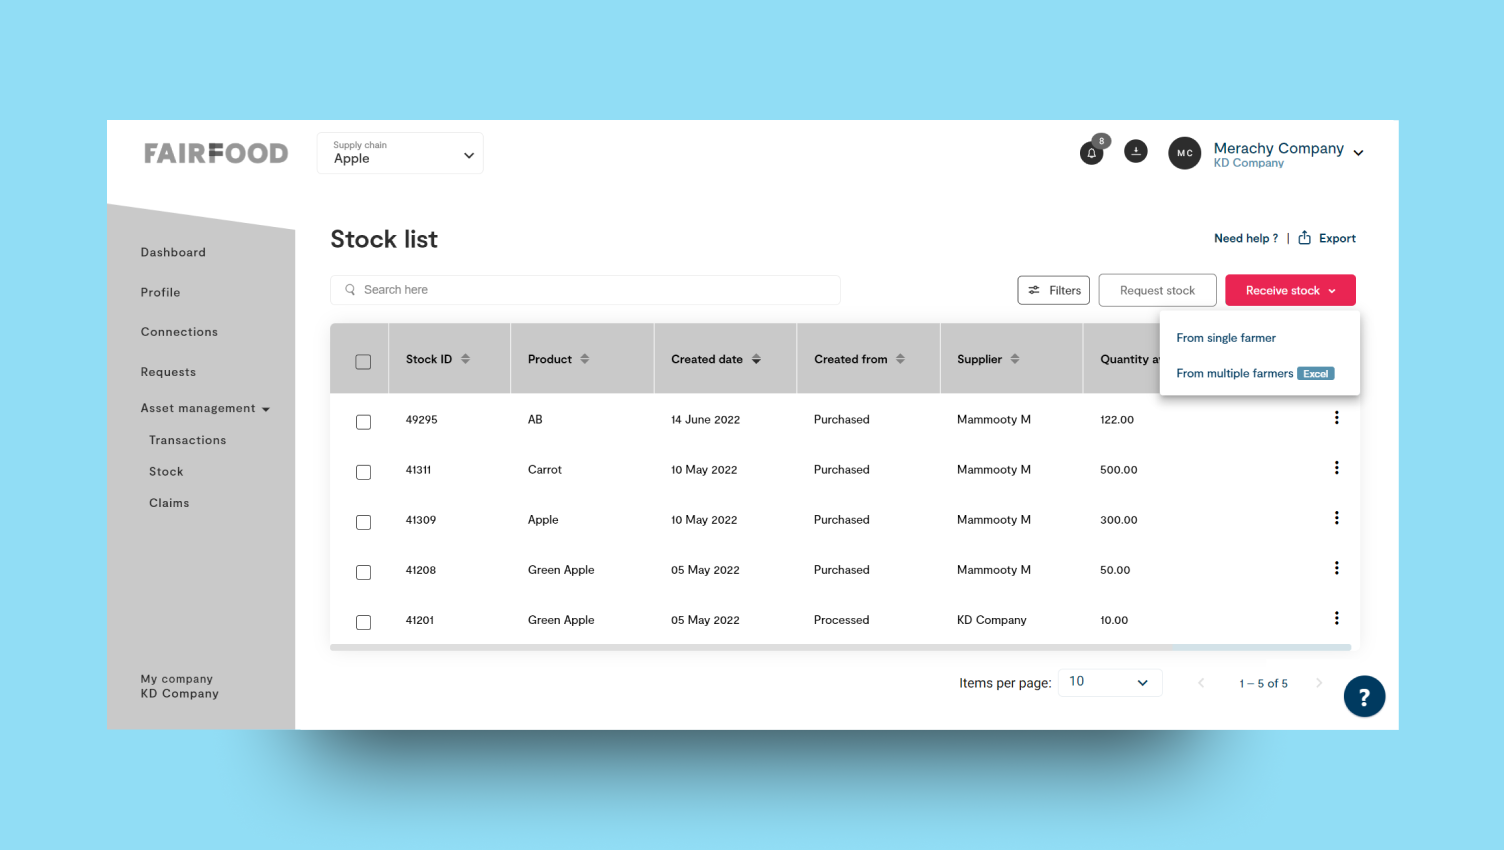 FAIRFOOD
Supply chain
Apple
8
MC
Merachy Company
KD Company
Dashboard
Profile
Connections
Requests
Asset management
Transactions
Stock
Claims
My company
KD Company
Stock list
Need help ? | Export
Search here
Filters
Request stock
Receive stock
From single farmer
From multiple farmers Excel
Stock ID Product Created date Created from Supplier Quantity a
49295 AB 14 June 2022 Purchased Mammooty M 122.00
41311 Carrot 10 May 2022 Purchased Mammooty M 500.00
41309 Apple 10 May 2022 Purchased Mammooty M 300.00
41208 Green Apple 05 May 2022 Purchased Mammooty M 50.00
41201 Green Apple 05 May 2022 Processed KD Company 10.00
Items per page: 10 1 – 5 of 5
?